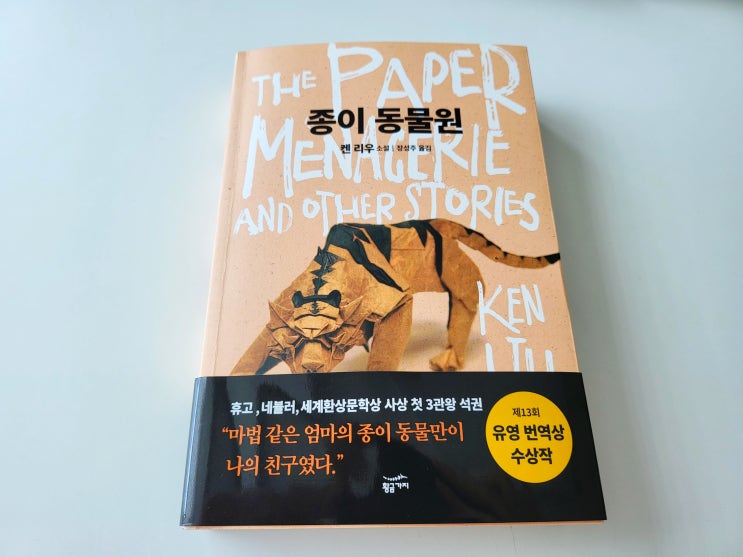 THE PAPER
종이 동물원
켄 리우 소설 | 장성주 옮김
MENAGERIE
AND OTHER STORIES
KEN
LIU
휴고, 네뷸러, 세계환상문학상 사상 첫 3관왕 석권
“마법 같은 엄마의 종이 동물만이
나의 친구였다.”
제13회
유영 번역상
수상작
황금가지